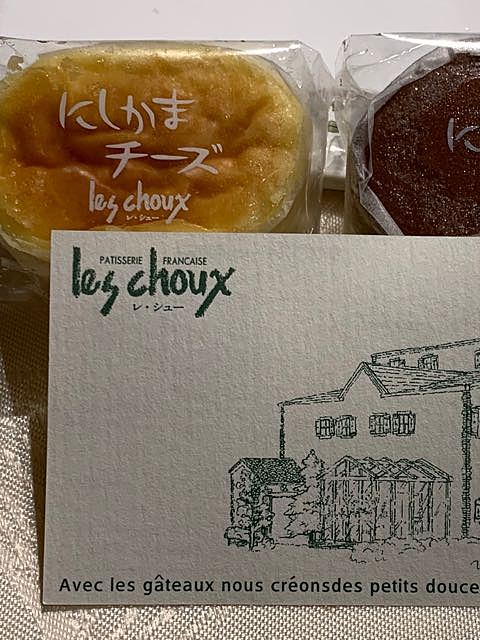 にしかま
チーズ
les choux
レ・シュー
に
PATISSERIE FRANCAISE
les choux
レ・シュー
Avec les gâteaux nous créonsdes petits douce